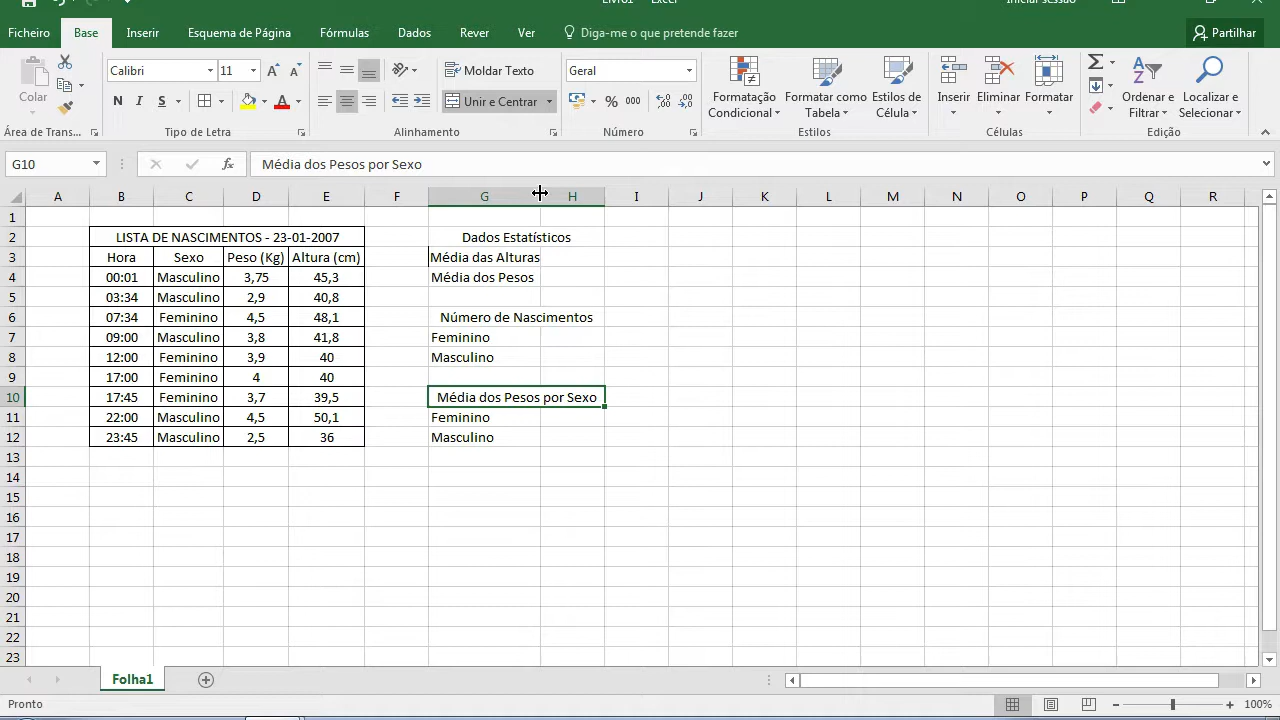 Livro1 - Excel
Iniciar sessão
Ficheiro Base Inserir Esquema de Página Fórmulas Dados Rever Ver Diga-me o que pretende fazer Partilhar
Colar
Calibri 11
N I S
Moldar Texto
Unir e Centrar
Geral
% 000
Formatação Condicional
Formatar como Tabela
Estilos de Célula
Inserir
Eliminar
Formatar
Ordenar e Filtrar
Localizar e Selecionar
Área de Trans... Tipo de Letra Alinhamento Número Estilos Células Edição
G10 fx Média dos Pesos por Sexo
A B C D E F G H I J K L M N O P Q R
1
2 LISTA DE NASCIMENTOS - 23-01-2007 Dados Estatísticos
3 Hora Sexo Peso (Kg) Altura (cm) Média das Alturas
4 00:01 Masculino 3,75 45,3 Média dos Pesos
5 03:34 Masculino 2,9 40,8
6 07:34 Feminino 4,5 48,1 Número de Nascimentos
7 09:00 Masculino 3,8 41,8 Feminino
8 12:00 Feminino 3,9 40 Masculino
9 17:00 Feminino 4 40
10 17:45 Feminino 3,7 39,5 Média dos Pesos por Sexo
11 22:00 Masculino 4,5 50,1 Feminino
12 23:45 Masculino 2,5 36 Masculino
13
14
15
16
17
18
19
20
21
22
23
Folha1
Pronto 100%